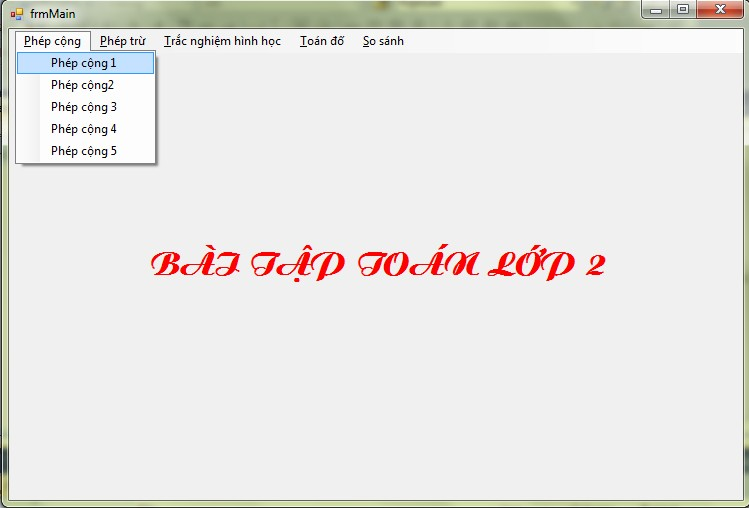 frmMain
Phép cộng Phép trừ Trắc nghiệm hình học Toán đố So sánh
Phép cộng 1
Phép cộng2
Phép cộng 3
Phép cộng 4
Phép cộng 5
BÀI TẬP TOÁN LỚP 2